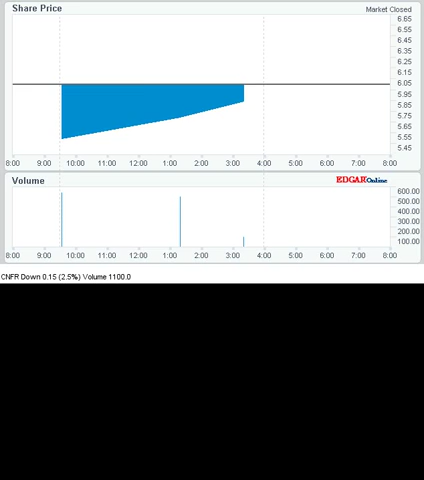 Share Price
Market Closed
6.65
6.55
6.45
6.35
6.25
6.15
6.05
5.95
5.85
5.75
5.65
5.55
5.45
8:00 9:00 10:00 11:00 12:00 1:00 2:00 3:00 4:00 5:00 6:00 7:00 8:00
Volume
EDGAROnline
600.00
500.00
400.00
300.00
200.00
100.00
8:00 9:00 10:00 11:00 12:00 1:00 2:00 3:00 4:00 5:00 6:00 7:00 8:00
CNFR Down 0.15 (2.5%) Volume 1100.0